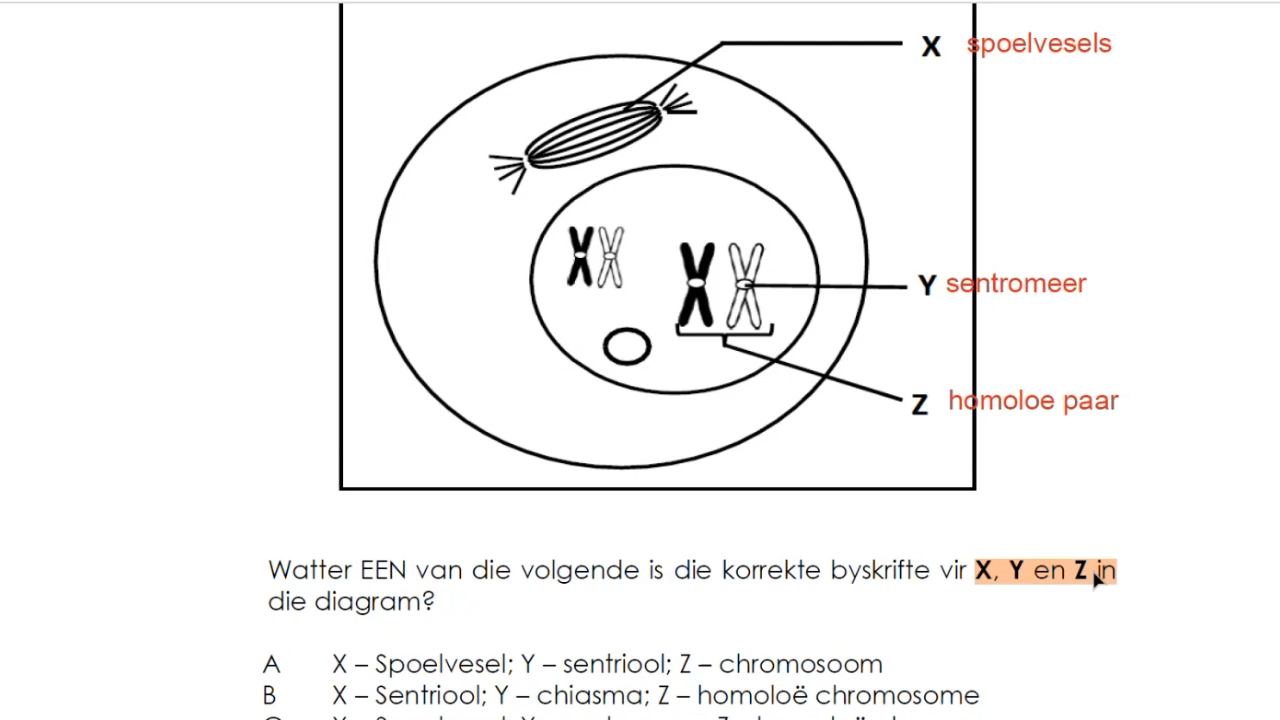 X spoelvesels
Y sentromeer
Z homoloe paar
Watter EEN van die volgende is die korrekte byskrifte vir X, Y en Z in
die diagram?
A X – Spoelvesel; Y – sentriool; Z – chromosoom
B X – Sentriool; Y – chiasma; Z – homoloë chromosome